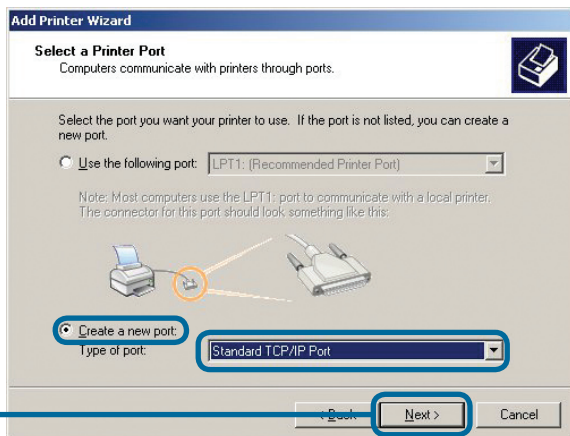 Add Printer Wizard
Select a Printer Port
Computers communicate with printers through ports.
Select the port you want your printer to use. If the port is not listed, you can create a
new port.
Use the following port:
LPT1: (Recommended Printer Port)
Note: Most computers use the LPT1: port to communicate with a local printer.
The connector for this port should look something like this:
Create a new port:
Type of port:
Standard TCP/IP Port
< Back
Next >
Cancel